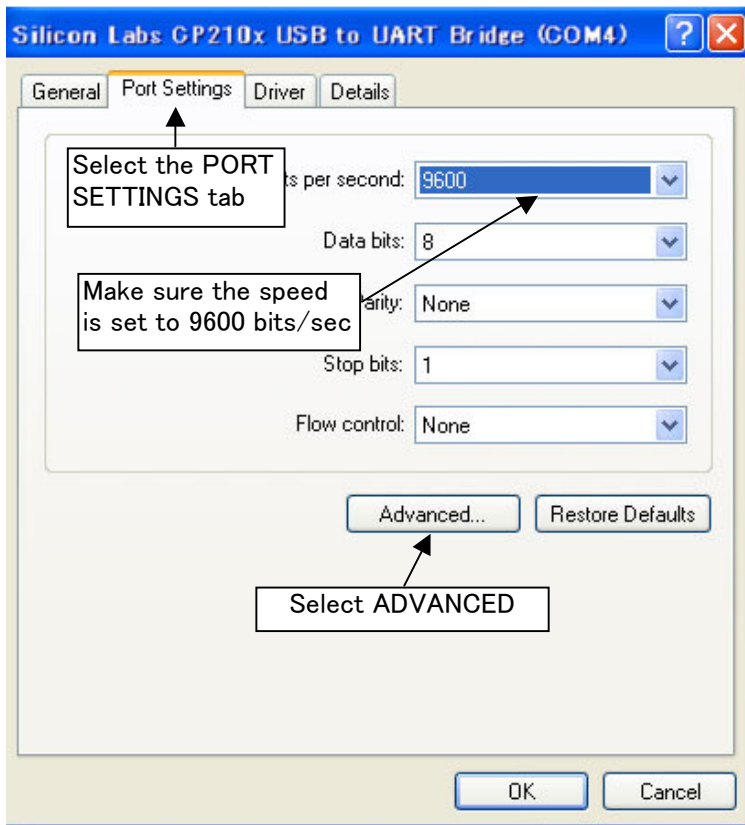 Silicon Labs CP210x USB to UART Bridge (COM4)
General Port Settings Driver Details
Select the PORT
SETTINGS tab
per second: 9600
Data bits: 8
Make sure the speed
is set to 9600 bits/sec
None
Stop bits: 1
Flow control: None
Advanced... Restore Defaults
Select ADVANCED
OK Cancel